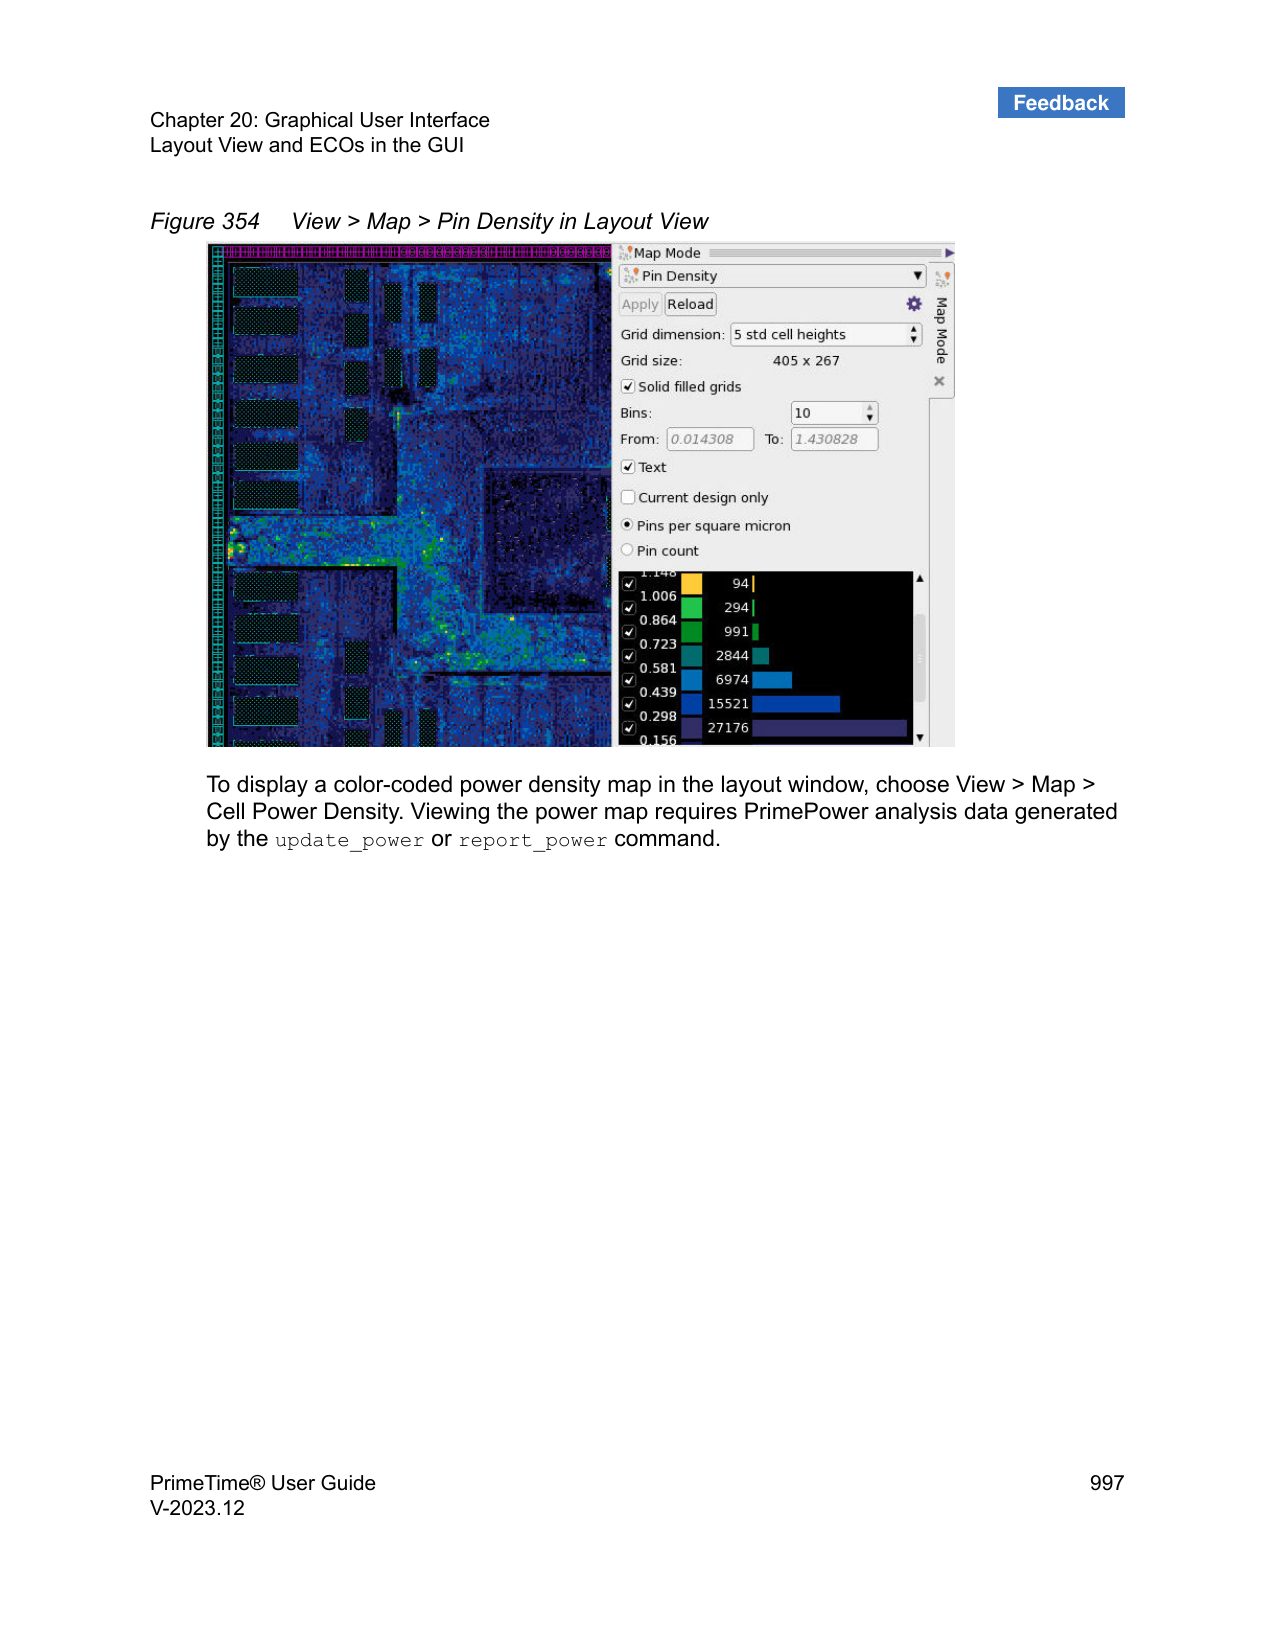 Feedback
Chapter 20: Graphical User Interface
Layout View and ECOs in the GUI
Figure 354 View > Map > Pin Density in Layout View
Map Mode
Pin Density
Apply Reload
Map Mode
Grid dimension: 5 std cell heights
Grid size: 405 x 267
Solid filled grids
Bins: 10
From: 0.014308 To: 1.430828
Text
Current design only
Pins per square micron
Pin count
1.148
94
1.006
294
0.864
991
0.723
2844
0.581
6974
0.439
15521
0.298
27176
0.156
To display a color-coded power density map in the layout window, choose View > Map >
Cell Power Density. Viewing the power map requires PrimePower analysis data generated
by the update_power or report_power command.
PrimeTime® User Guide 997
V-2023.12